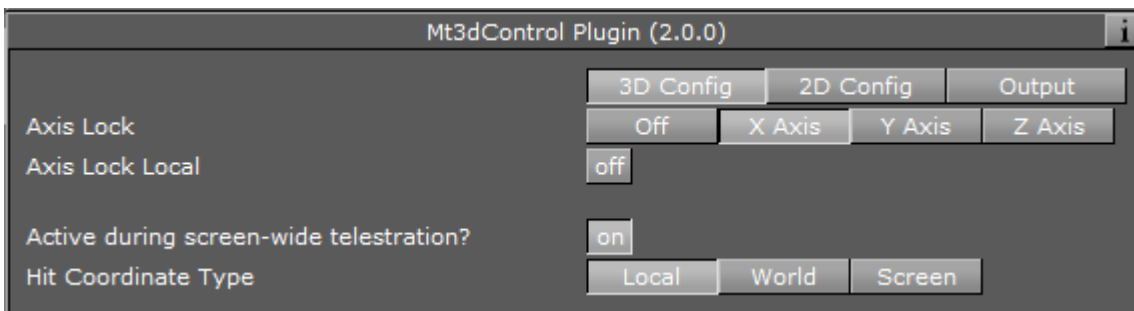 Mt3dControl Plugin (2.0.0) i
3D Config 2D Config Output
Axis Lock Off X Axis Y Axis Z Axis
Axis Lock Local off
Active during screen-wide telestration? on
Hit Coordinate Type Local World Screen